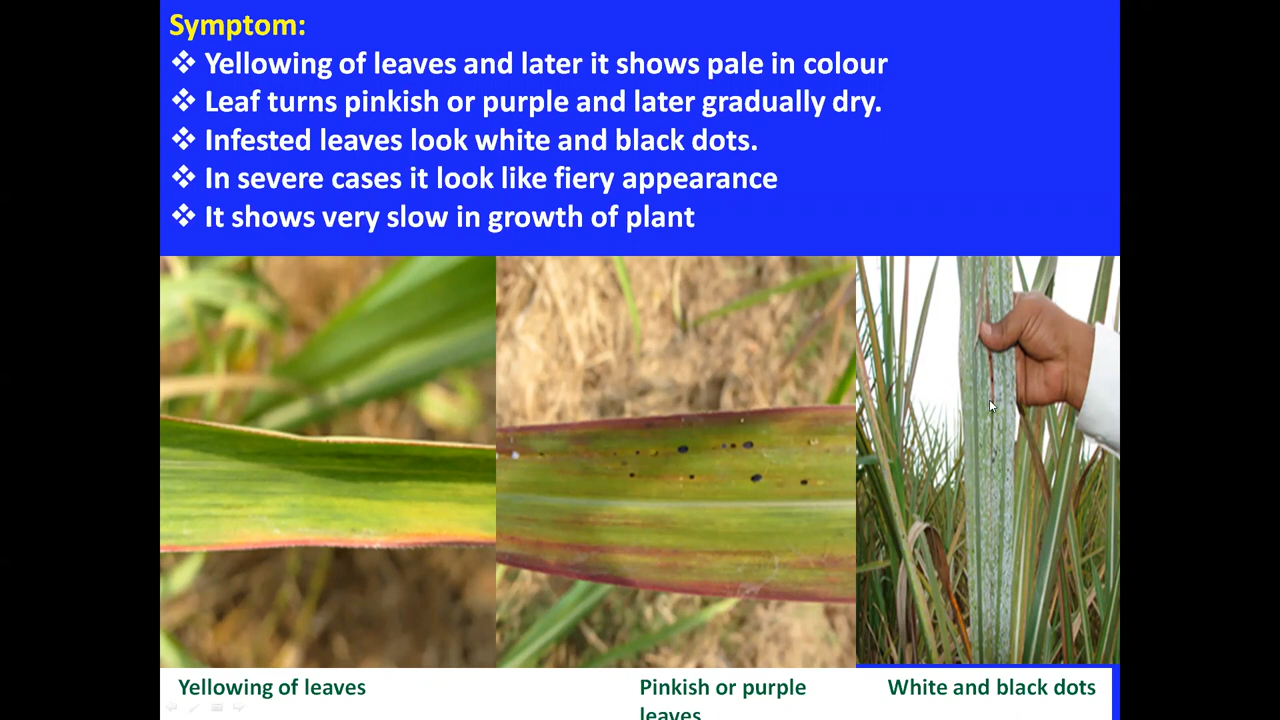 Symptom:
❖ Yellowing of leaves and later it shows pale in colour
❖ Leaf turns pinkish or purple and later gradually dry.
❖ Infested leaves look white and black dots.
❖ In severe cases it look like fiery appearance
❖ It shows very slow in growth of plant
Yellowing of leaves
Pinkish or purple
leaves
White and black dots